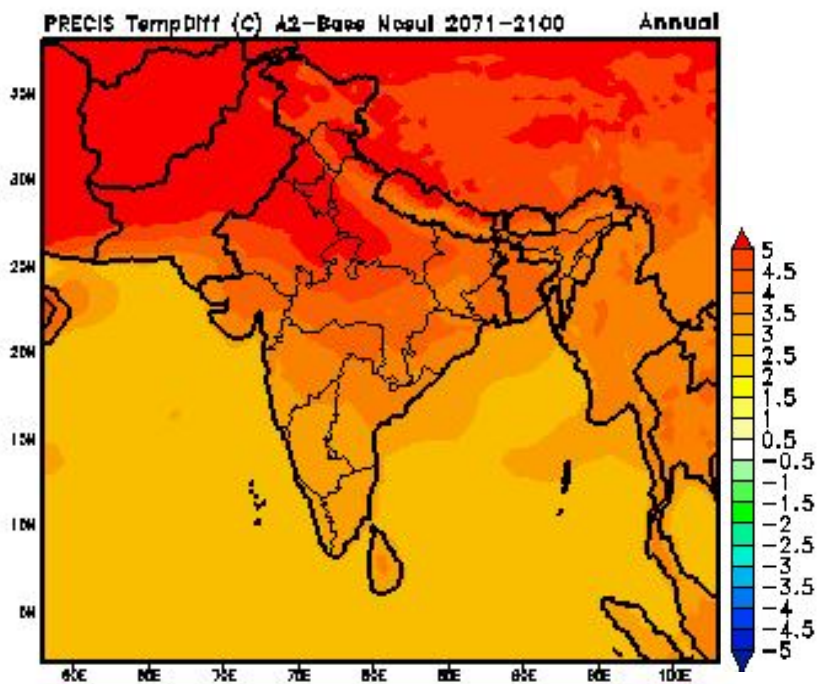 PRECIS TempDiff (C) A2-Base Nosul 2071-2100 Annual
35N
30N
25N
20N
15N
10N
5N
60E 65E 70E 75E 80E 85E 90E 95E 100E
5
4.5
4
3.5
3
2.5
2
1.5
1
0.5
-0.5
-1
-1.5
-2
-2.5
-3
-3.5
-4
-4.5
-5